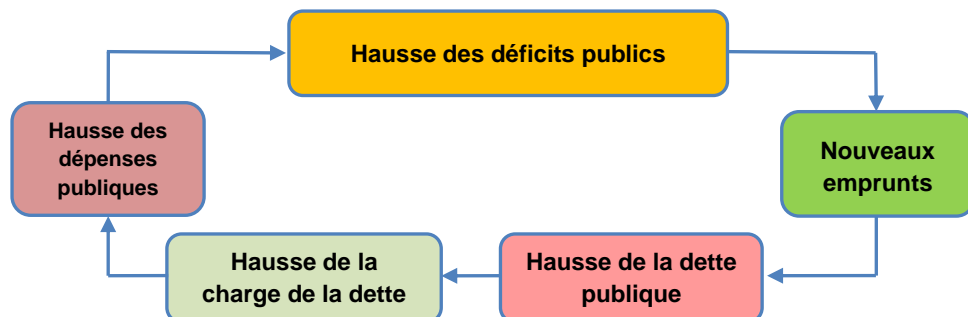 Hausse des déficits publics
Hausse des
dépenses
publiques
Nouveaux
emprunts
Hausse de la
charge de la dette
Hausse de la dette
publique